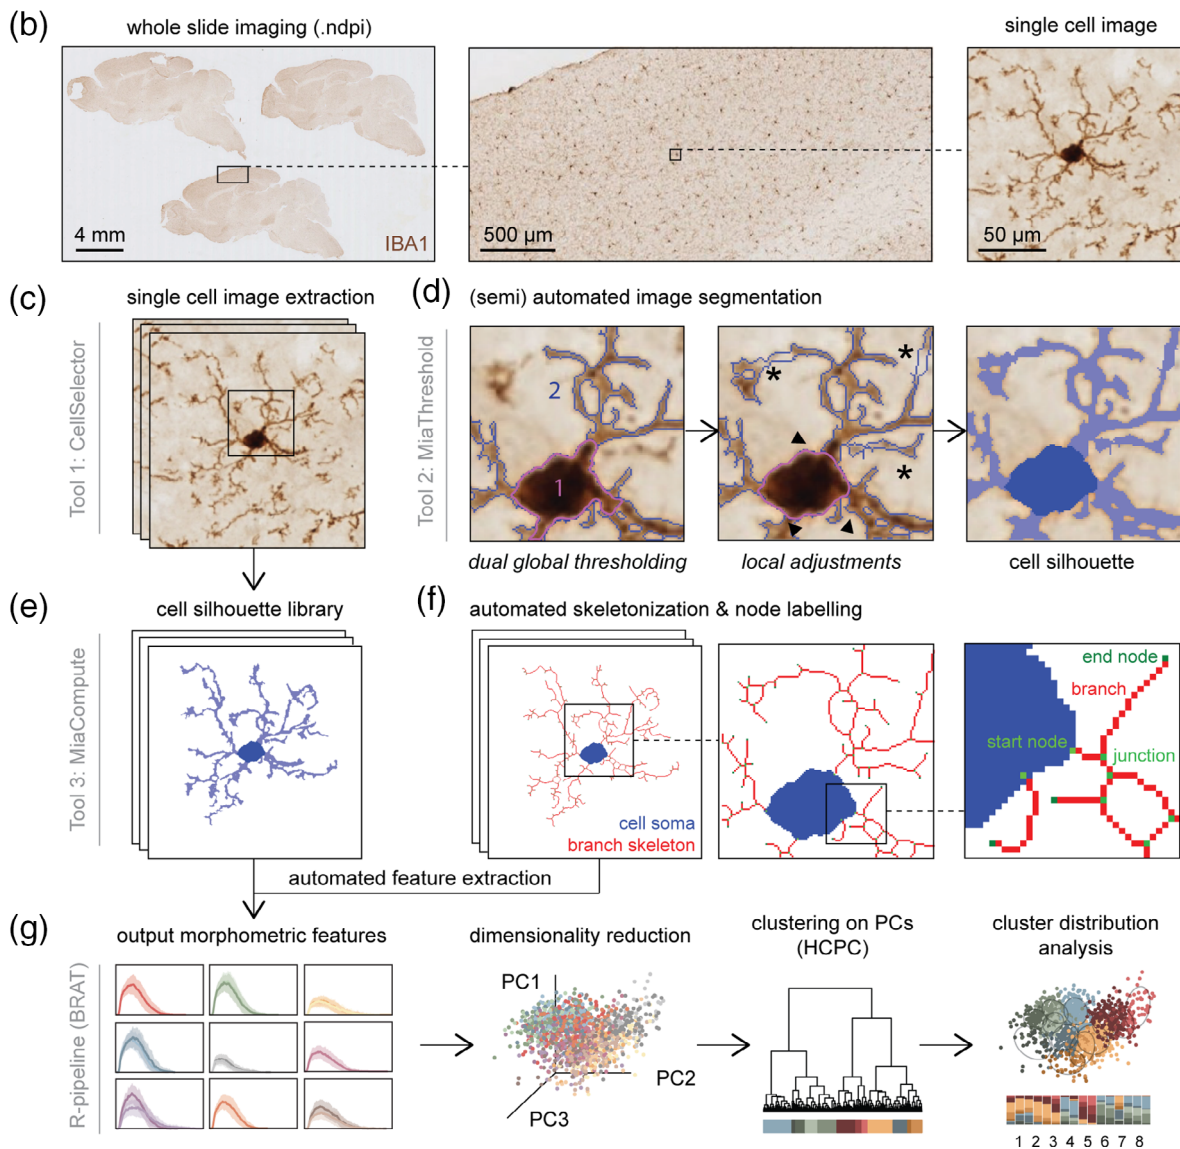 (b)
whole slide imaging (.ndpi)
single cell image
4 mm
IBA1
500 µm
50 µm
(c)
single cell image extraction
Tool 1: CellSelector
(d)
(semi) automated image segmentation
Tool 2: MiaThreshold
2
1
*
*
*
dual global thresholding
local adjustments
cell silhouette
(e)
cell silhouette library
Tool 3: MiaCompute
(f)
automated skeletonization & node labelling
cell soma
branch skeleton
end node
branch
start node
junction
automated feature extraction
(g)
output morphometric features
R-pipeline (BRAT)
dimensionality reduction
PC1
PC2
PC3
clustering on PCs
(HCPC)
cluster distribution
analysis
1 2 3 4 5 6 7 8